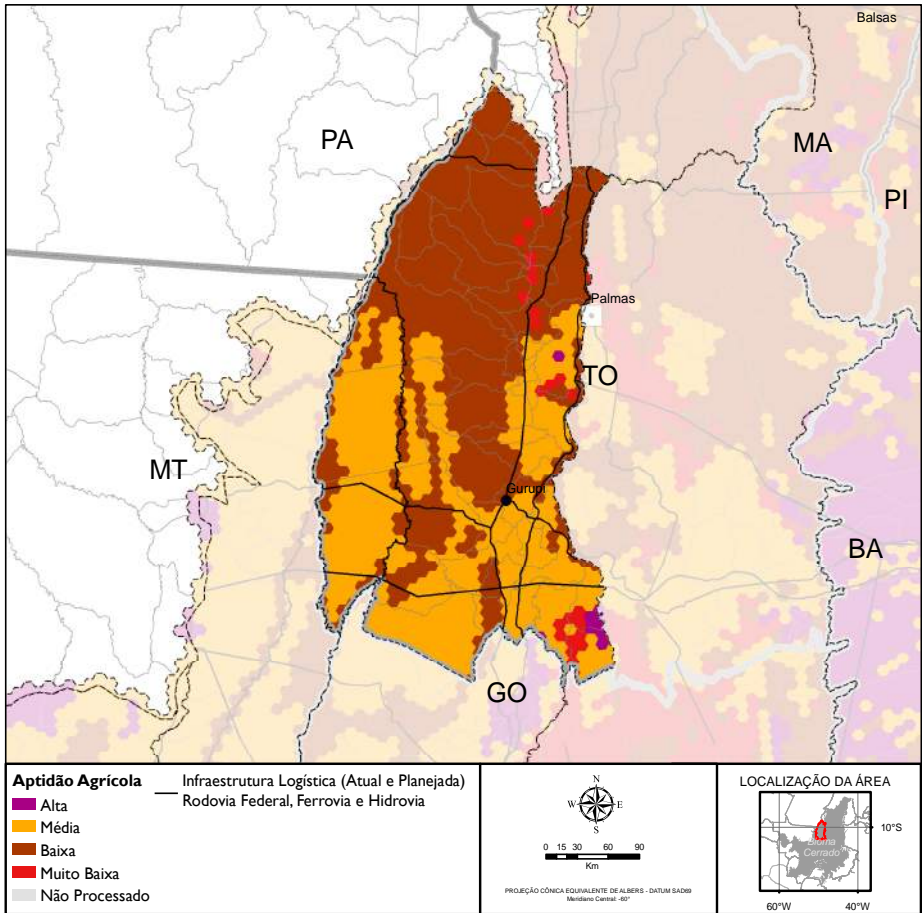 Balsas
PA
MA
PI
Palmas
TO
MT
Gurupi
BA
GO
Aptidão Agrícola
Alta
Média
Baixa
Muito Baixa
Não Processado
Infraestrutura Logística (Atual e Planejada)
Rodovia Federal, Ferrovia e Hidrovia
N
W E
S
0 15 30 60 90
Km
PROJEÇÃO CÔNICA EQUIVALENTE DE ALBERS - DATUM SAD69
Meridiano Central: -60°
LOCALIZAÇÃO DA ÁREA
10°S
Bioma
Cerrado
60°W 40°W